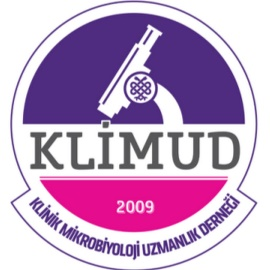 KLİMUD
2009
KLİNİK MİKROBİYOLOJİ UZMANLIK DERNEĞİ